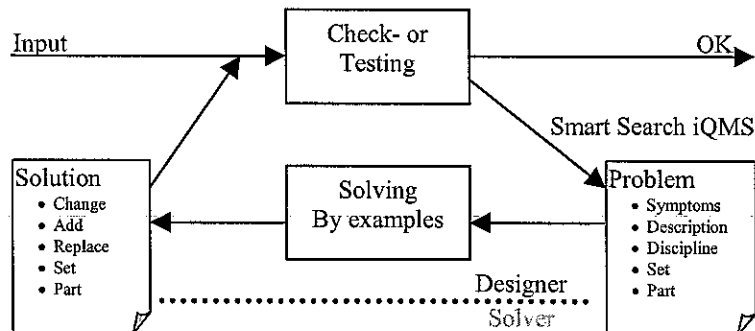 Input
Check- or
Testing
OK
Smart Search iQMS
Solution
• Change
• Add
• Replace
• Set
• Part
Solving
By examples
Problem
• Symptoms
• Description
• Discipline
• Set
• Part
Designer
Solver